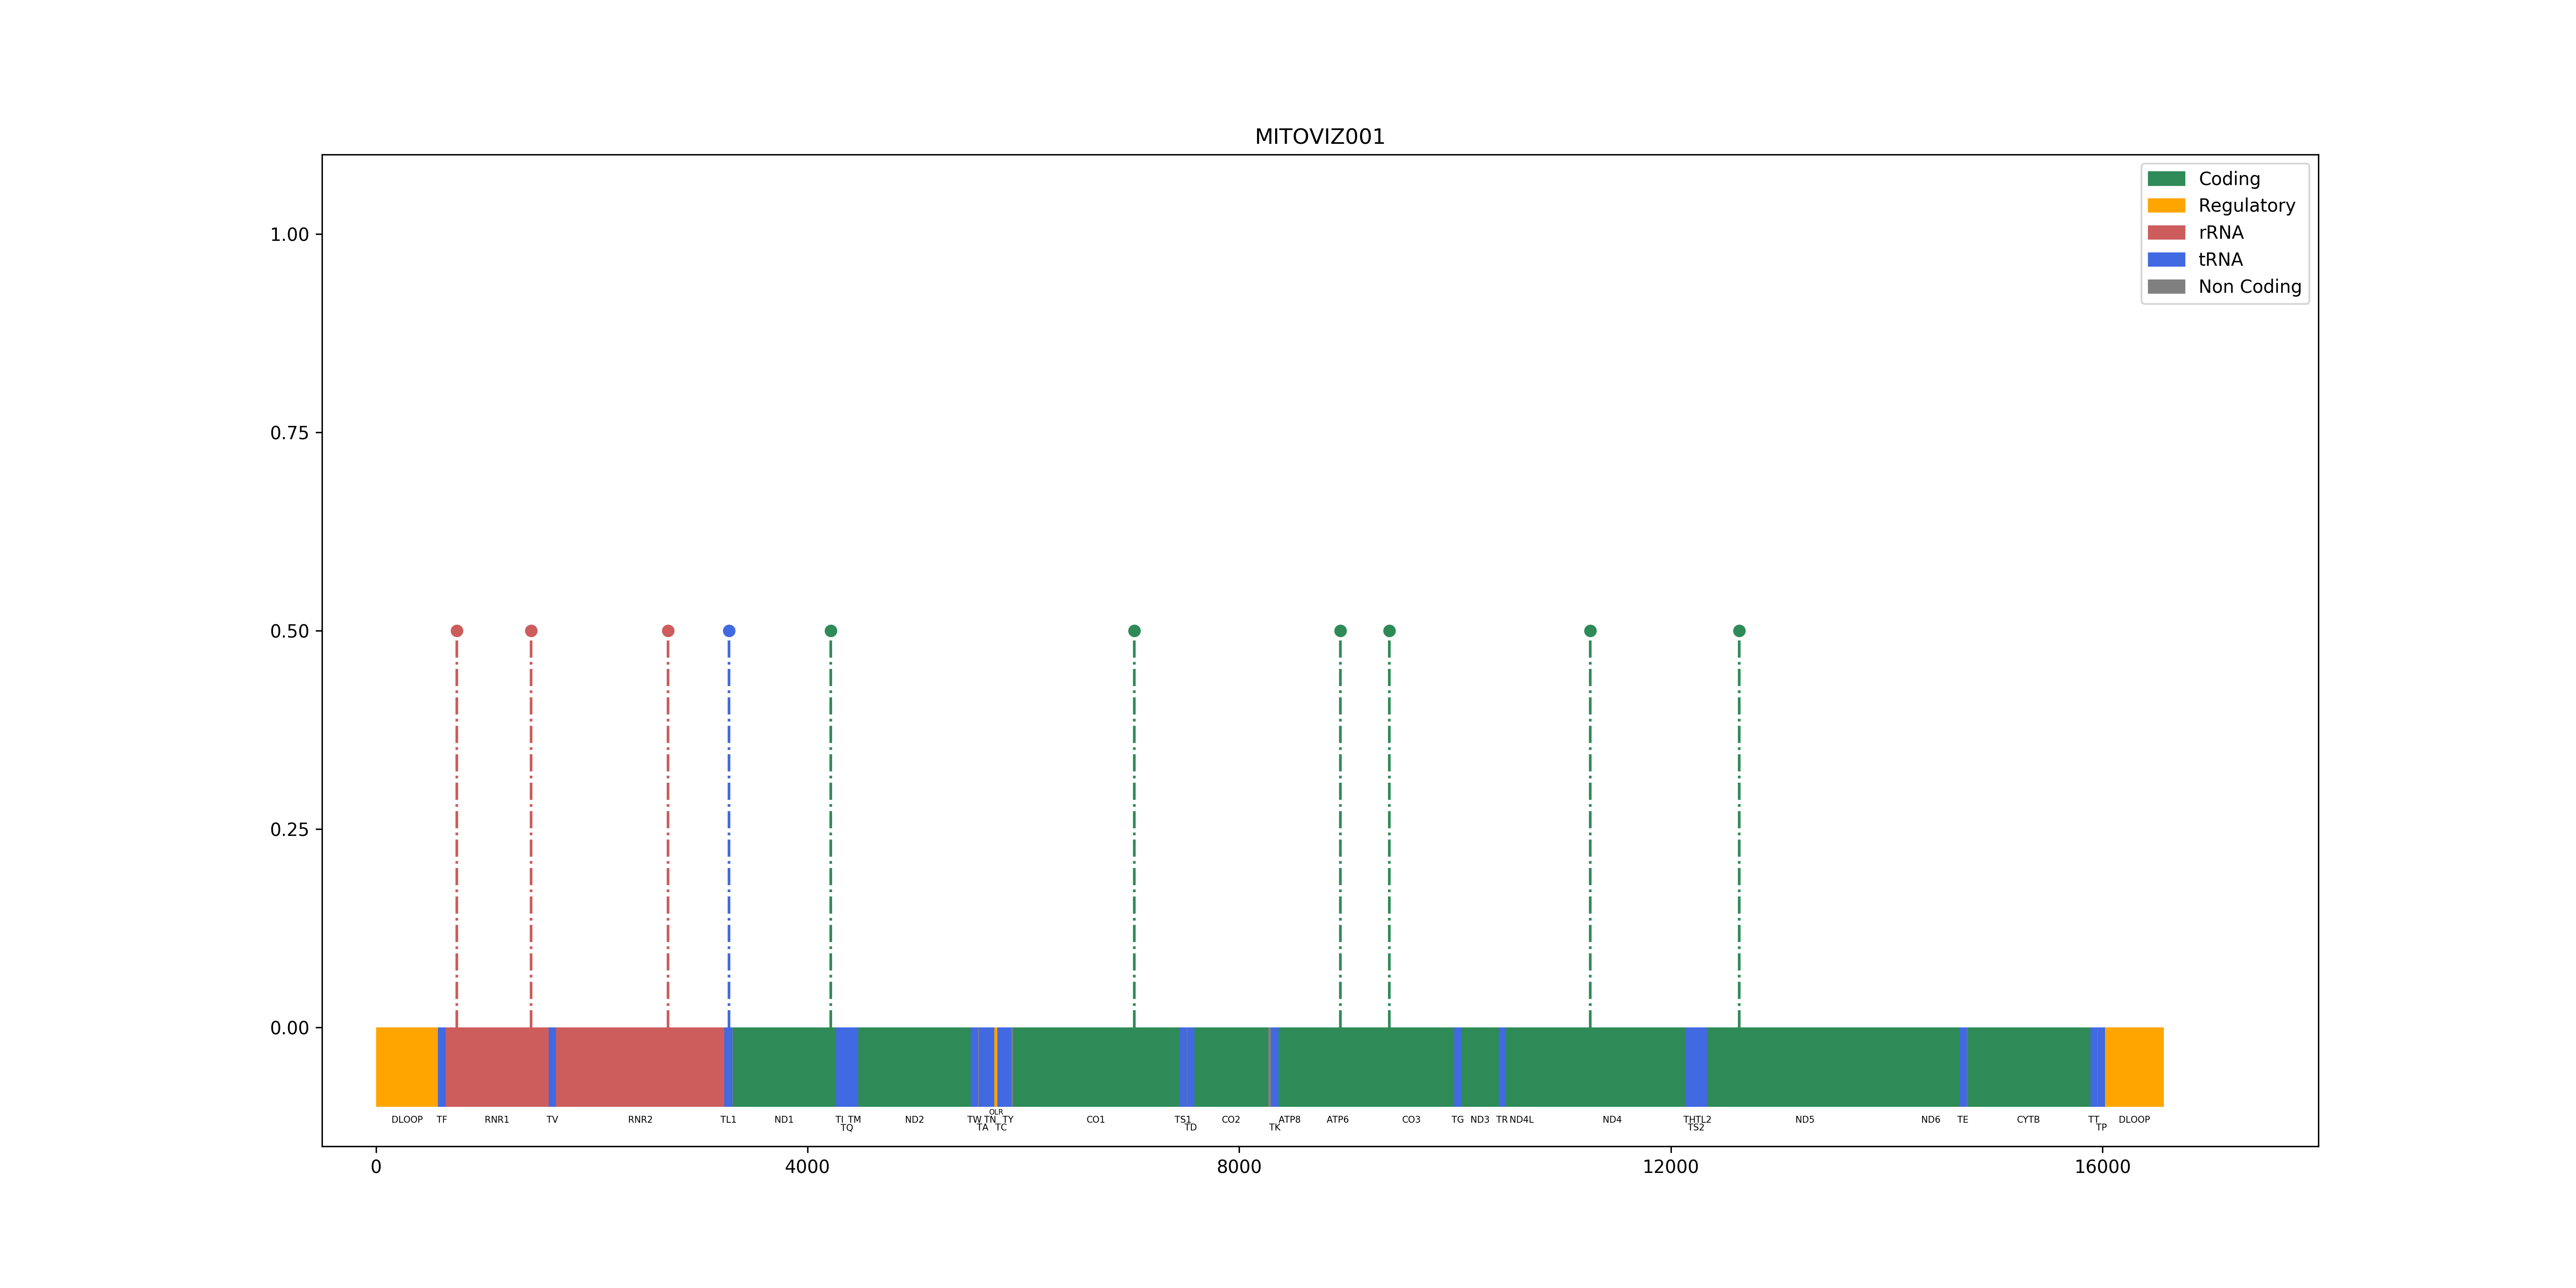 MITOVIZ001
Coding
Regulatory
rRNA
tRNA
Non Coding
1.00
0.75
0.50
0.25
0.00
OLR
DLOOP TF RNR1 TV RNR2 TL1 ND1 TI TM ND2 TW TN TY CO1 TS1 CO2 ATP8 ATP6 CO3 TG ND3 TR ND4L ND4 TH TL2 ND5 ND6 TE CYTB TT DLOOP
TQ TA TC TD TK TS2 TP
0 4000 8000 12000 16000